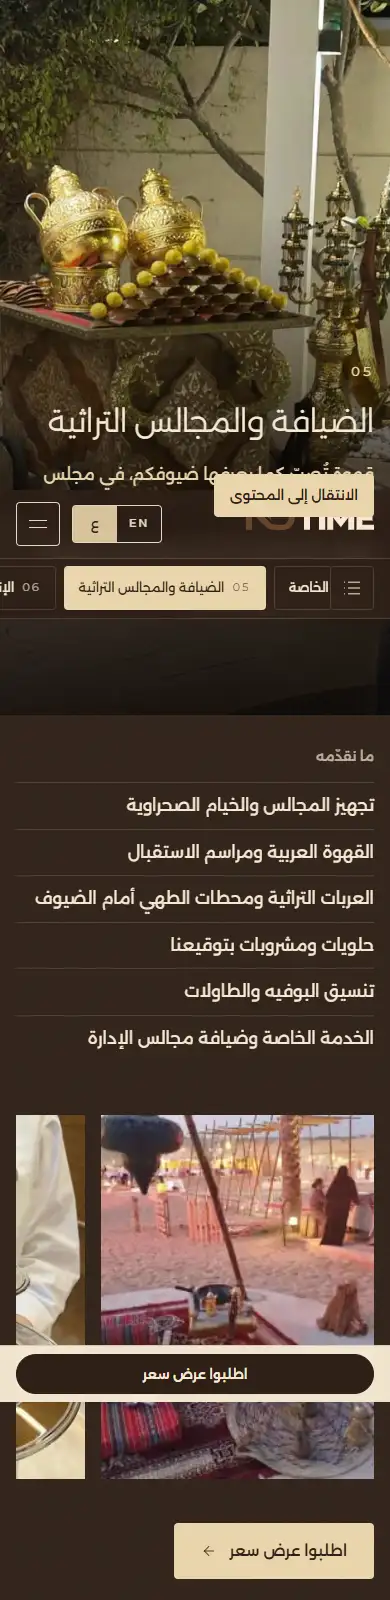 05
الضيافة والمجالس التراثية
ضيوفكم، في مجلس
الانتقال إلى المحتوى
TIME
EN
ع
الخاصة
05 الضيافة والمجالس التراثية
06
ما نقدّمه
تجهيز المجالس والخيام الصحراوية
القهوة العربية ومراسم الاستقبال
العربات التراثية ومحطات الطهي أمام الضيوف
حلويات ومشروبات بتوقيعنا
تنسيق البوفيه والطاولات
الخدمة الخاصة وضيافة مجالس الإدارة
اطلبوا عرض سعر
اطلبوا عرض سعر